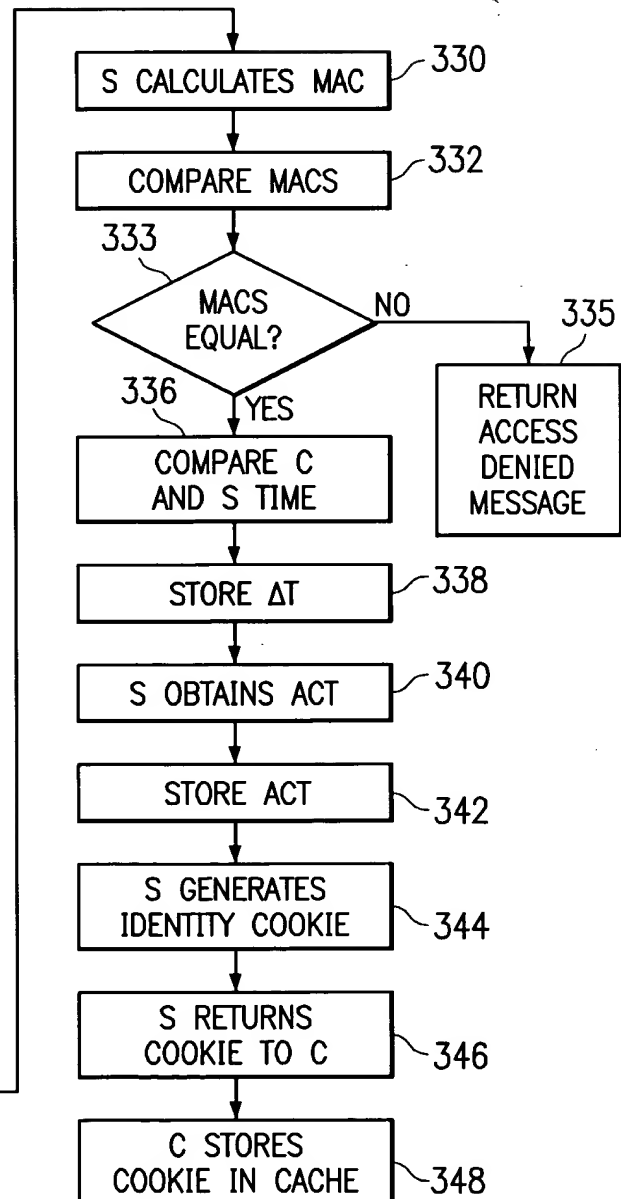 S CALCULATES MAC
330
COMPARE MACS
332
333
MACS
EQUAL?
NO
335
RETURN
ACCESS
DENIED
MESSAGE
YES
336
COMPARE C
AND S TIME
STORE ΔT
338
S OBTAINS ACT
340
STORE ACT
342
S GENERATES
IDENTITY COOKIE
344
S RETURNS
COOKIE TO C
346
C STORES
COOKIE IN CACHE
348